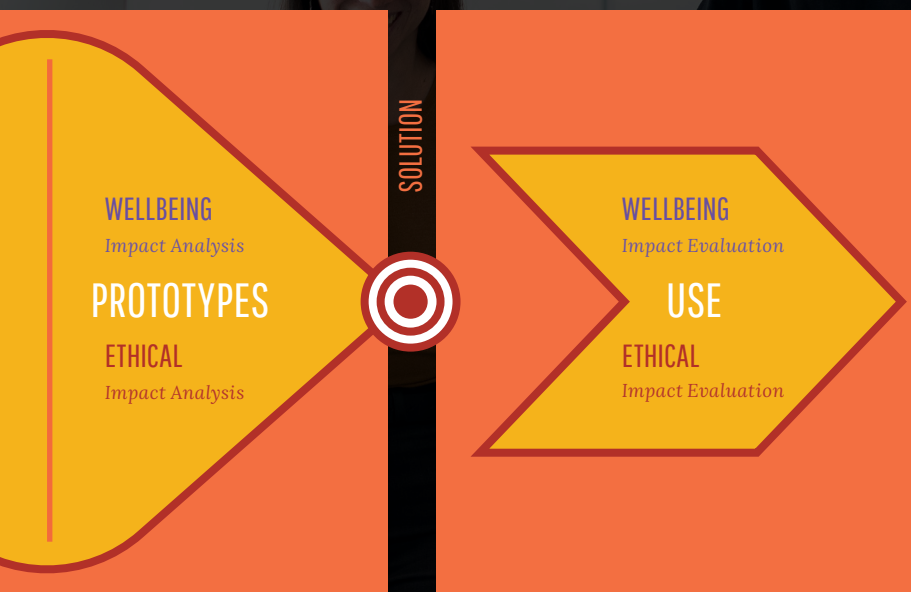 WELLBEING
Impact Analysis
PROTOTYPES
ETHICAL
Impact Analysis
SOLUTION
WELLBEING
Impact Evaluation
USE
ETHICAL
Impact Evaluation